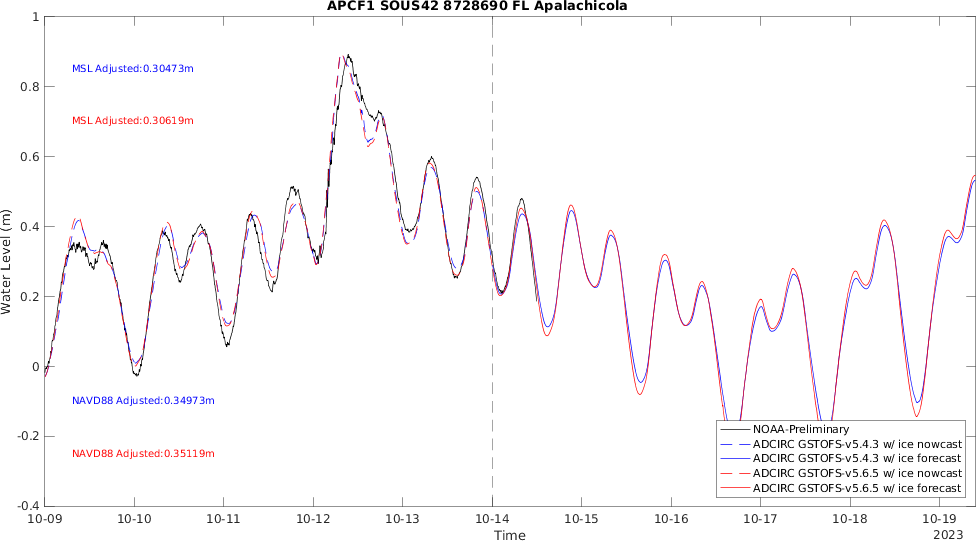 APCF1 SOUS42 8728690 FL Apalachicola
Water Level (m)
1
0.8
0.6
0.4
0.2
0
-0.2
-0.4
MSL Adjusted:0.30473m
MSL Adjusted:0.30619m
NAVD88 Adjusted:0.34973m
NAVD88 Adjusted:0.35119m
NOAA-Preliminary
ADCIRC GSTOFS-v5.4.3 w/ ice nowcast
ADCIRC GSTOFS-v5.4.3 w/ ice forecast
ADCIRC GSTOFS-v5.6.5 w/ ice nowcast
ADCIRC GSTOFS-v5.6.5 w/ ice forecast
10-09 10-10 10-11 10-12 10-13 10-14 10-15 10-16 10-17 10-18 10-19
2023
Time